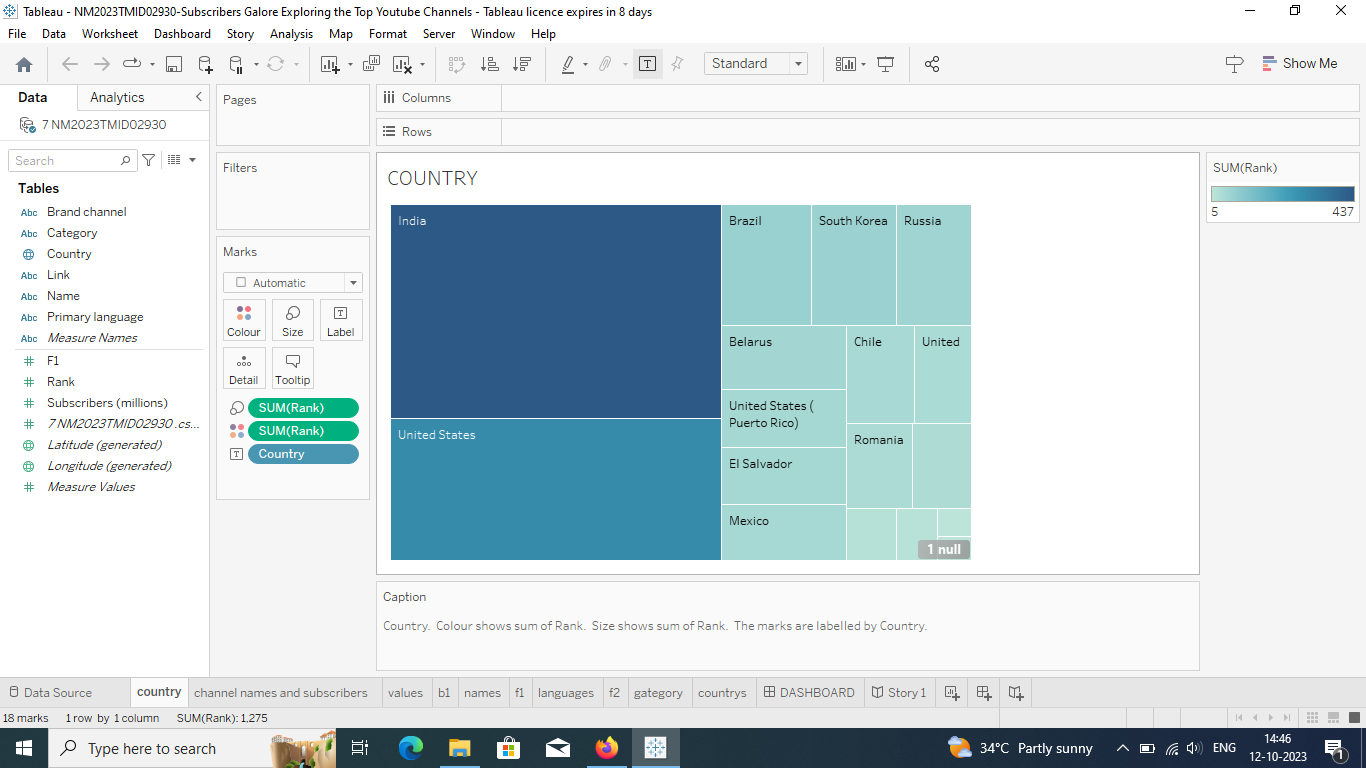 Tableau - NM2023TMID02930-Subscribers Galore Exploring the Top Youtube Channels - Tableau licence expires in 8 days
File Data Worksheet Dashboard Story Analysis Map Format Server Window Help
Standard
Show Me
Data Analytics
7 NM2023TMID02930
Search
Tables
Abc Brand channel
Abc Category
Country
Abc Link
Abc Name
Abc Primary language
Abc Measure Names
# F1
# Rank
# Subscribers (millions)
# 7 NM2023TMID02930 .cs...
Latitude (generated)
Longitude (generated)
# Measure Values
Pages
Filters
Marks
Automatic
Colour Size Label
Detail Tooltip
SUM(Rank)
SUM(Rank)
Country
Columns
Rows
COUNTRY
India
Brazil
South Korea
Russia
Belarus
Chile
United
United States (
Puerto Rico)
United States
Romania
El Salvador
Mexico
1 null
SUM(Rank)
5 437
Caption
Country. Colour shows sum of Rank. Size shows sum of Rank. The marks are labelled by Country.
Data Source country channel names and subscribers values b1 names f1 languages f2 gategory countrys DASHBOARD Story 1
18 marks 1 row by 1 column SUM(Rank): 1,275
Type here to search
34°C Partly sunny
ENG
14:46
12-10-2023
1